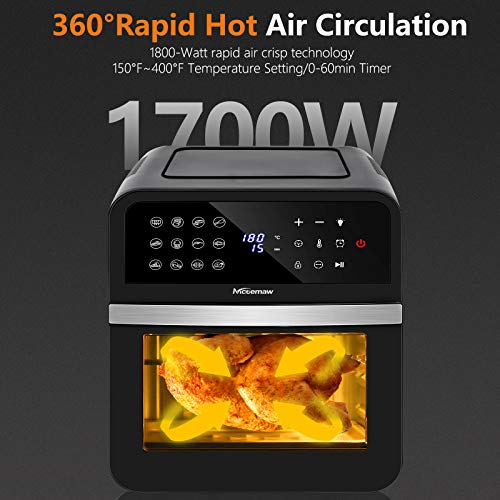 360°Rapid Hot Air Circulation
1800-Watt rapid air crisp technology
150°F~400°F Temperature Setting/0-60min Timer
1700W
180 °C
15
Nictemaw